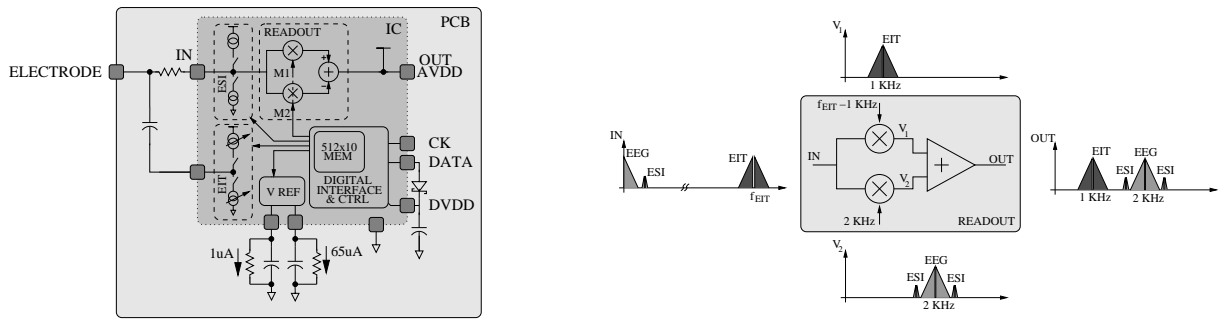 PCB
IC
READOUT
IN
OUT
ELECTRODE
AVDD
ESI
M1
+
−
+
M2
CK
512x10
MEM
DATA
EIT
DIGITAL
INTERFACE
& CTRL
V REF
DVDD
1uA
65uA
V1
EIT
1 KHz
fEIT −1 KHz
IN
EEG
ESI
EIT
fEIT
IN
V1
+
V2
OUT
2 KHz
READOUT
OUT
EIT
ESI
EEG
ESI
1 KHz
2 KHz
V2
ESI
EEG
ESI
2 KHz